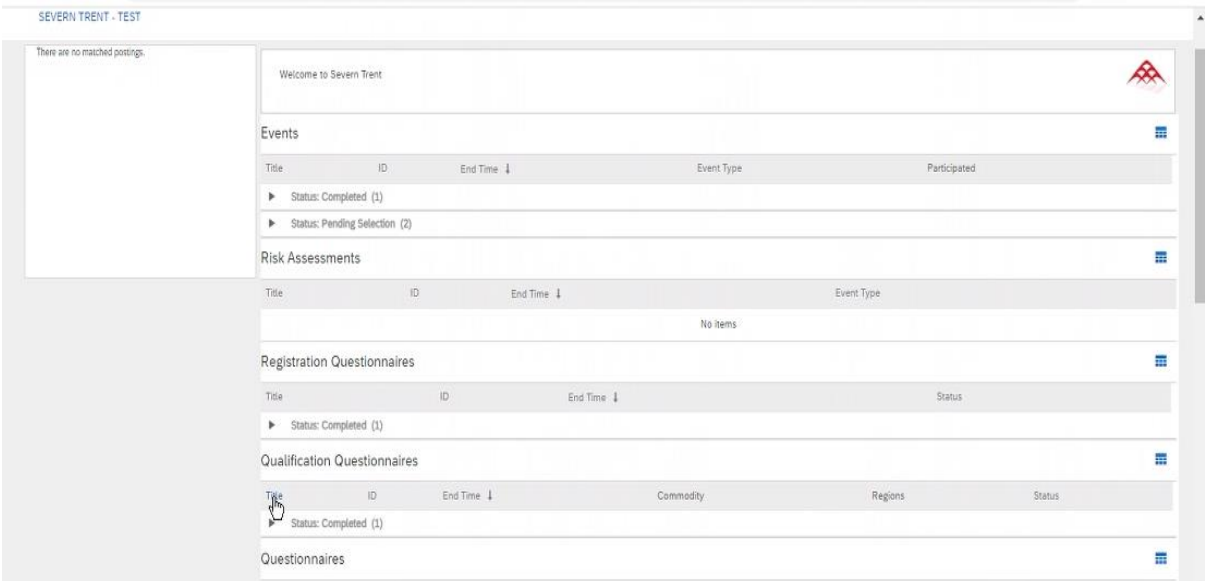 SEVERN TRENT - TEST
There are no matched postings.
Welcome to Severn Trent
Events
Title ID End Time ↓ Event Type Participated
Status: Completed (1)
Status: Pending Selection (2)
Risk Assessments
Title ID End Time ↓ Event Type
No items
Registration Questionnaires
Title ID End Time ↓ Status
Status: Completed (1)
Qualification Questionnaires
Title ID End Time ↓ Commodity Regions Status
Status: Completed (1)
Questionnaires